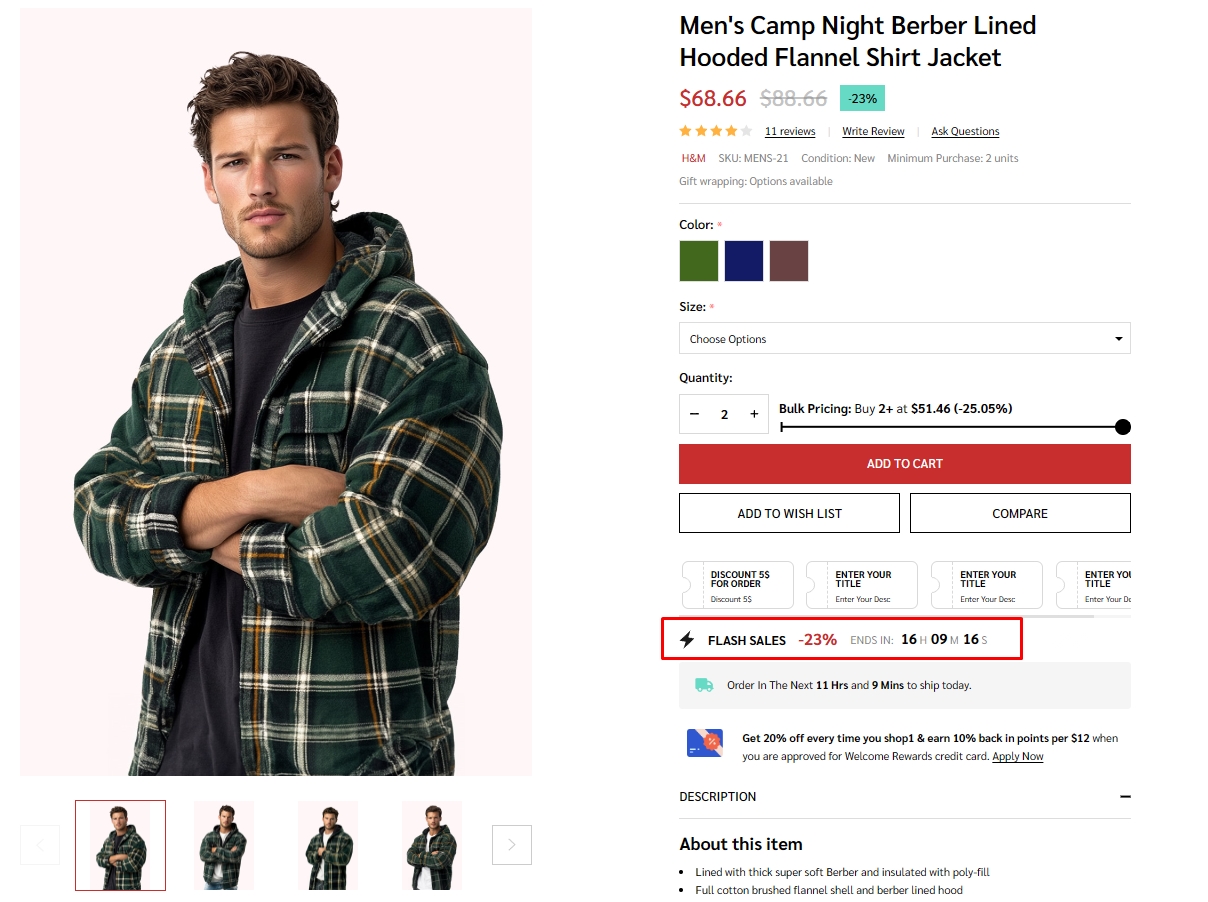 Men's Camp Night Berber Lined
Hooded Flannel Shirt Jacket
$68.66 $88.66 -23%
11 reviews | Write Review | Ask Questions
H&M SKU: MENS-21 Condition: New Minimum Purchase: 2 units
Gift wrapping: Options available
Color: *
Size: *
Choose Options
Quantity:
− 2 + Bulk Pricing: Buy 2+ at $51.46 (-25.05%)
ADD TO CART
ADD TO WISH LIST COMPARE
DISCOUNT 5$ ENTER YOUR ENTER YOUR ENTER YOU
FOR ORDER TITLE TITLE TITLE
Discount 5$ Enter Your Desc Enter Your Desc Enter Your De
FLASH SALES -23% ENDS IN: 16 H 09 M 16 S
Order In The Next 11 Hrs and 9 Mins to ship today.
Get 20% off every time you shop1 & earn 10% back in points per $12 when
you are approved for Welcome Rewards credit card. Apply Now
DESCRIPTION
About this item
• Lined with thick super soft Berber and insulated with poly-fill
• Full cotton brushed flannel shell and berber lined hood